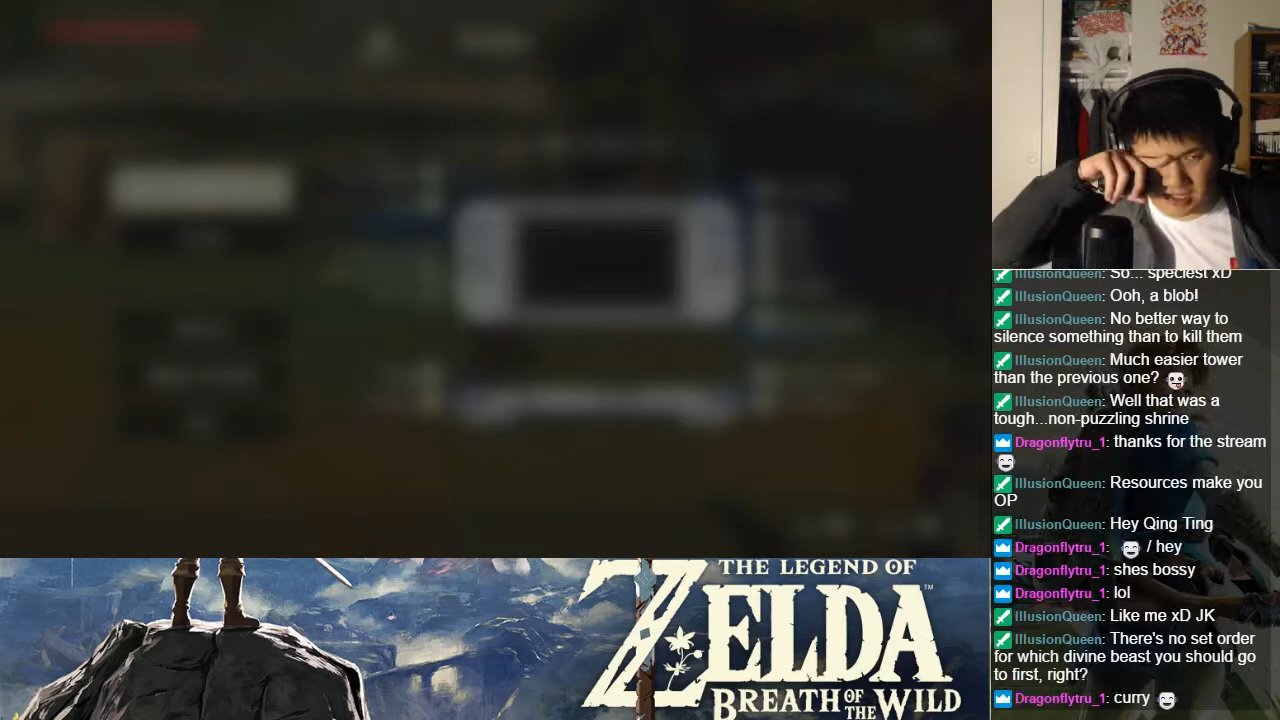 IllusionQueen: So... speciest xD
IllusionQueen: Ooh, a blob!
IllusionQueen: No better way to
silence something than to kill them
IllusionQueen: Much easier tower
than the previous one?
IllusionQueen: Well that was a
tough...non-puzzling shrine
Dragonflytru_1: thanks for the stream
IllusionQueen: Resources make you
OP
IllusionQueen: Hey Qing Ting
Dragonflytru_1: / hey
Dragonflytru_1: shes bossy
Dragonflytru_1: lol
IllusionQueen: Like me xD JK
IllusionQueen: There's no set order
for which divine beast you should go
to first, right?
Dragonflytru_1: curry
THE LEGEND OF
ZELDA™
BREATH OF THE WILD